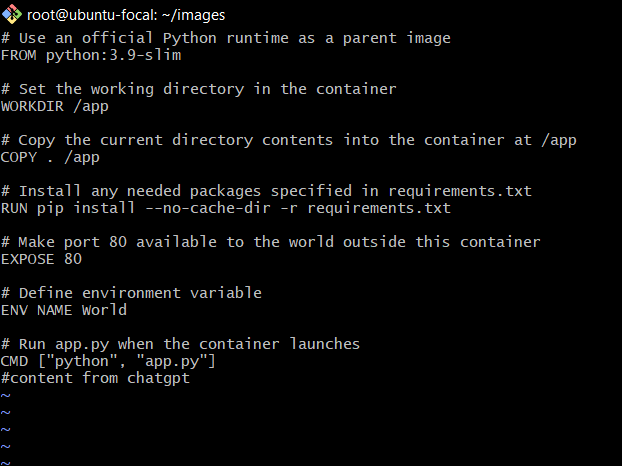 root@ubuntu-focal: ~/images
# Use an official Python runtime as a parent image
FROM python:3.9-slim

# Set the working directory in the container
WORKDIR /app

# Copy the current directory contents into the container at /app
COPY . /app

# Install any needed packages specified in requirements.txt
RUN pip install --no-cache-dir -r requirements.txt

# Make port 80 available to the world outside this container
EXPOSE 80

# Define environment variable
ENV NAME World

# Run app.py when the container launches
CMD ["python", "app.py"]
#content from chatgpt
~
~
~
~
~